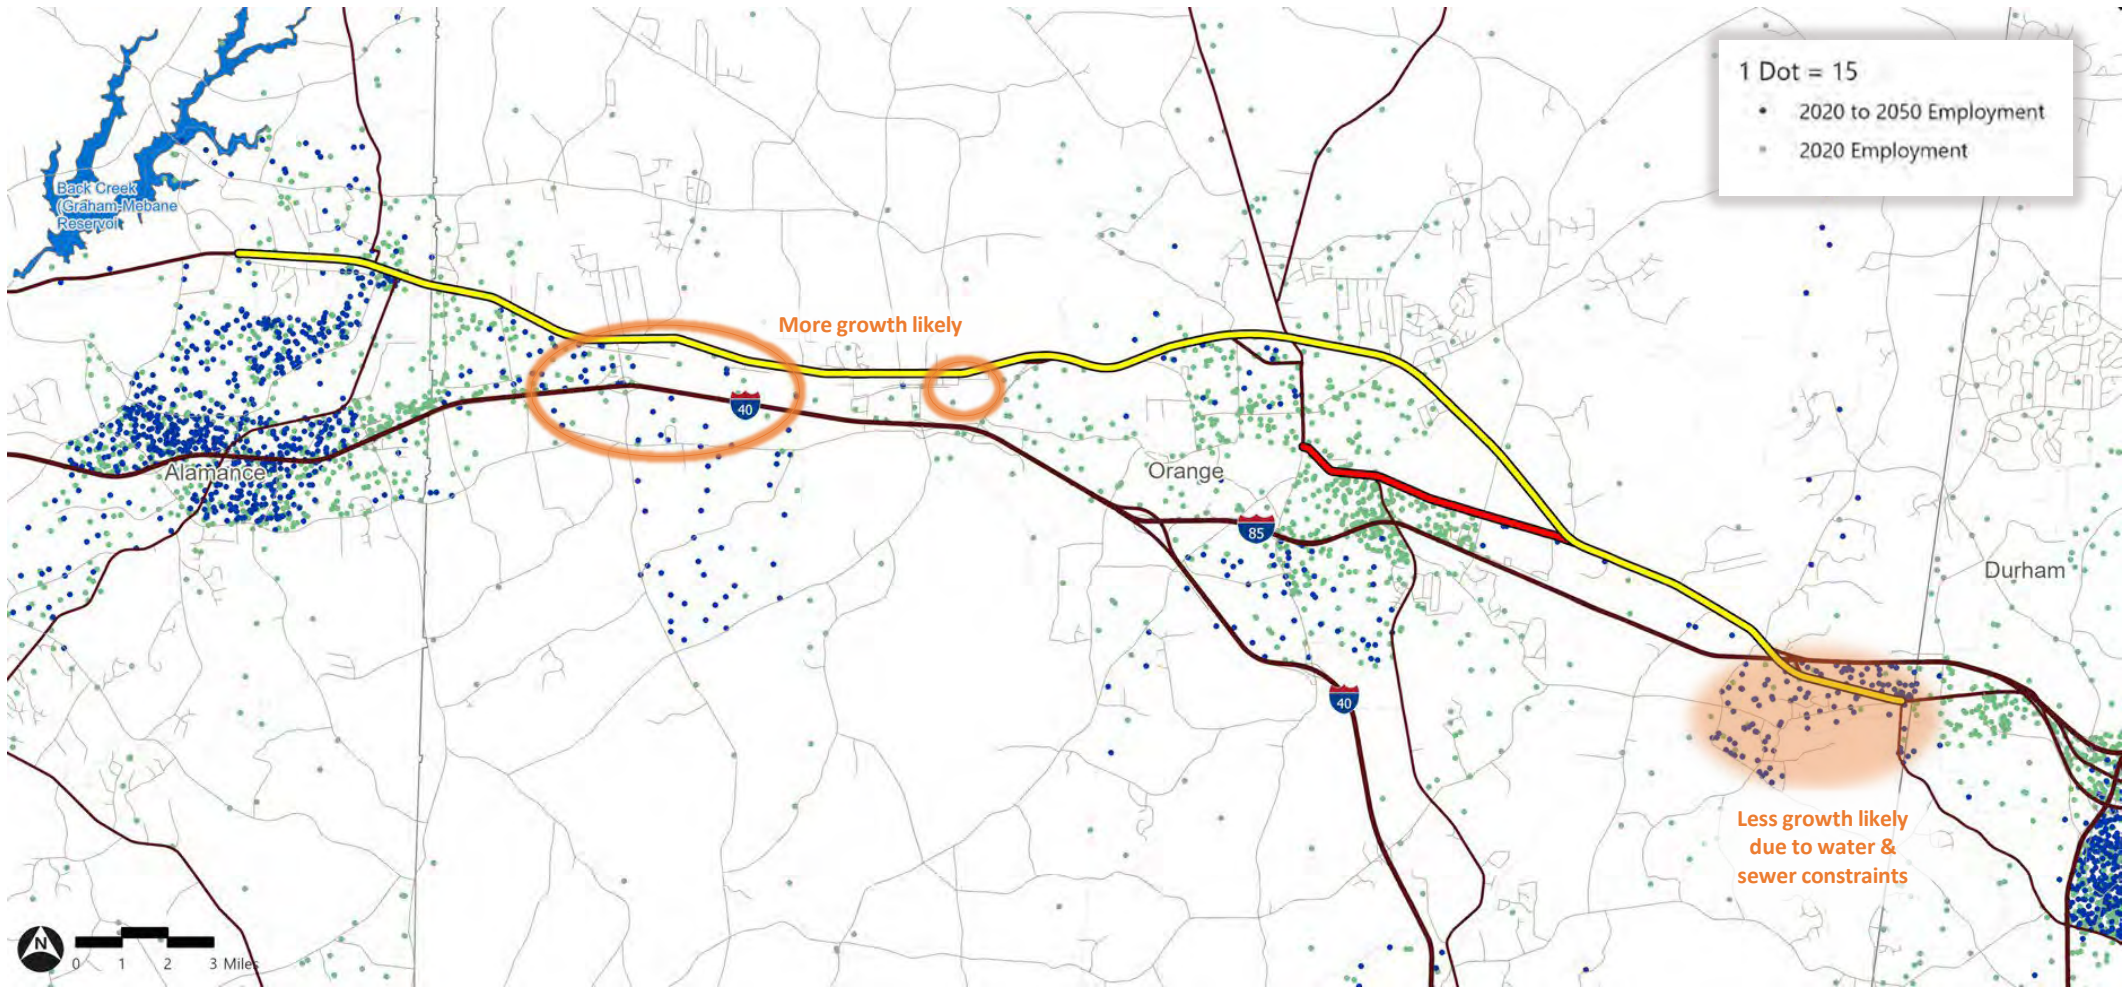 1 Dot = 15
2020 to 2050 Employment
2020 Employment
Back Creek
(Graham-Mebane
Reservoir
More growth likely
40
Alamance
Orange
85
Durham
40
Less growth likely
due to water &
sewer constraints
N
0 1 2 3 Miles